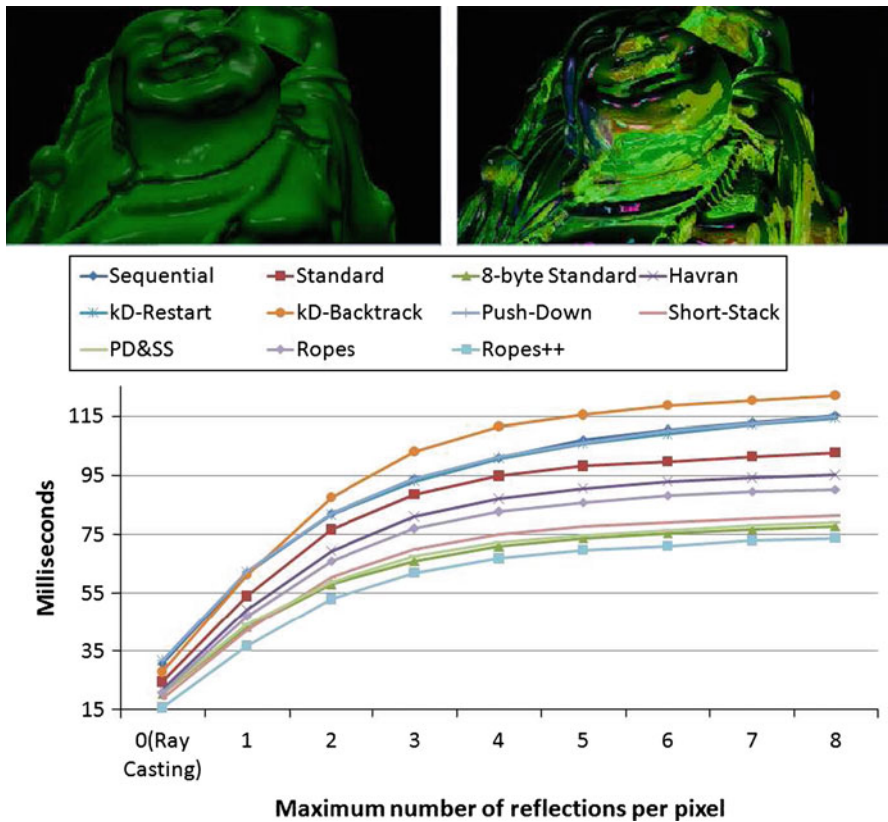 Sequential Standard 8-byte Standard Havran
kD-Restart kD-Backtrack Push-Down Short-Stack
PD&SS Ropes Ropes++
115
95
75
55
35
15
Milliseconds
0(Ray Casting) 1 2 3 4 5 6 7 8
Maximum number of reflections per pixel